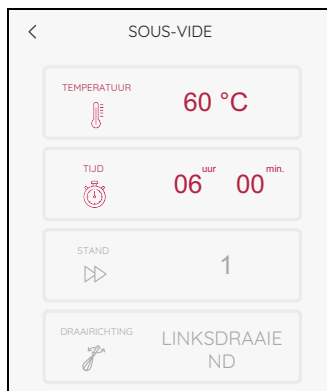 SOUS-VIDE
TEMPERATUUR
60 °C
TIJD
06 uur 00 min.
STAND
1
DRAAIRICHTING
LINKSDRAAIE
ND